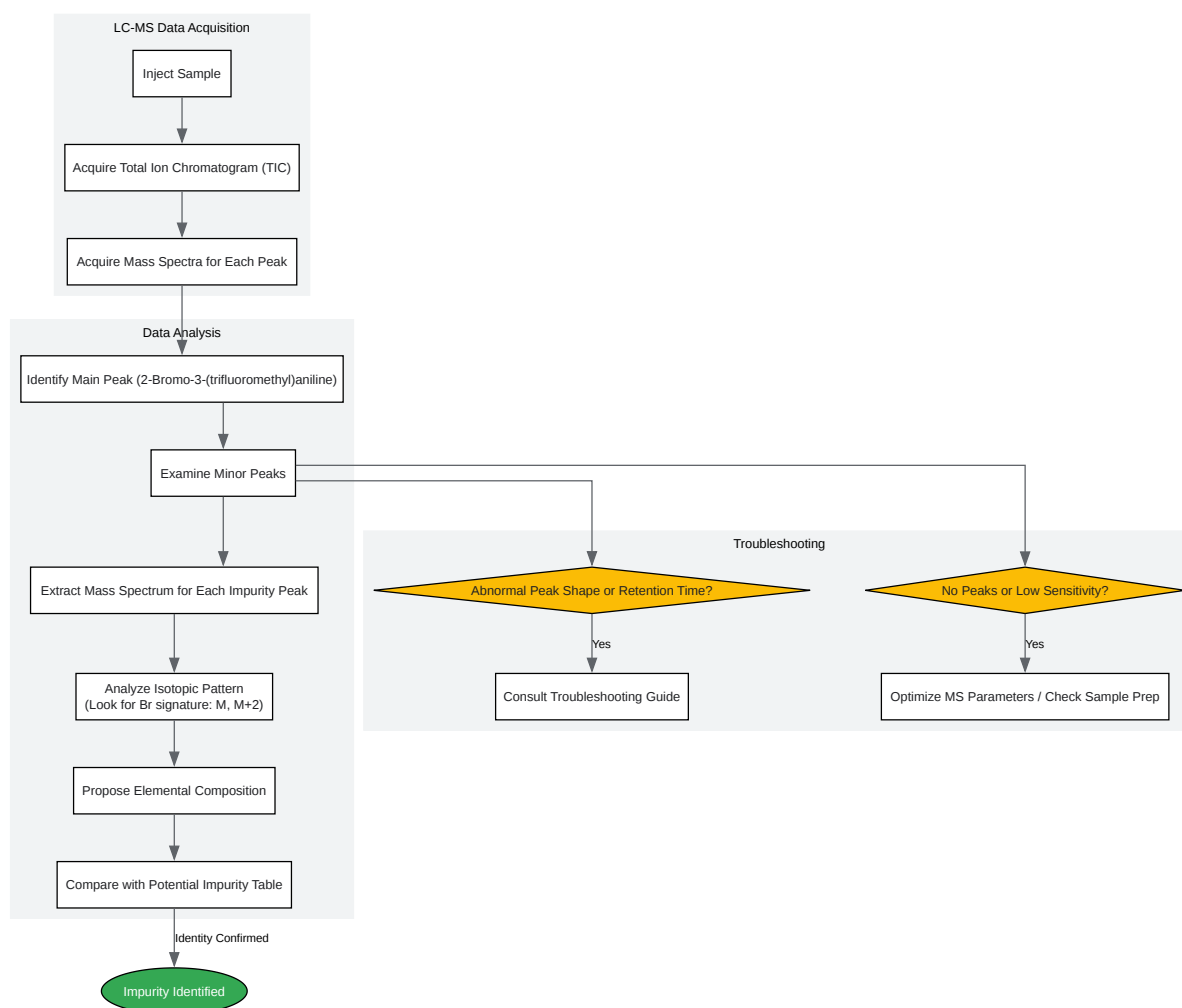 LC-MS Data Acquisition
Inject Sample
Acquire Total Ion Chromatogram (TIC)
Acquire Mass Spectra for Each Peak
Data Analysis
Identify Main Peak (2-Bromo-3-(trifluoromethyl)aniline)
Examine Minor Peaks
Troubleshooting
Extract Mass Spectrum for Each Impurity Peak
Abnormal Peak Shape or Retention Time?
No Peaks or Low Sensitivity?
Yes
Yes
Analyze Isotopic Pattern
(Look for Br signature: M, M+2)
Consult Troubleshooting Guide
Optimize MS Parameters / Check Sample Prep
Propose Elemental Composition
Compare with Potential Impurity Table
Identity Confirmed
Impurity Identified